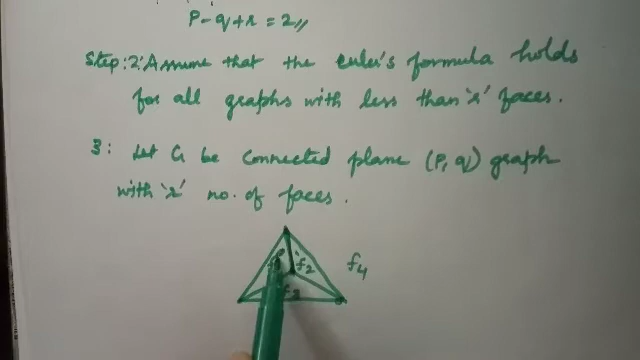 P-q+r=2,,
Step:2: Assume that the euler's formula holds
for all graphs with less than 'r' faces.
3: Let G be connected plane (P,q) graph
with 'r' no. of faces.
f2 f4
f3